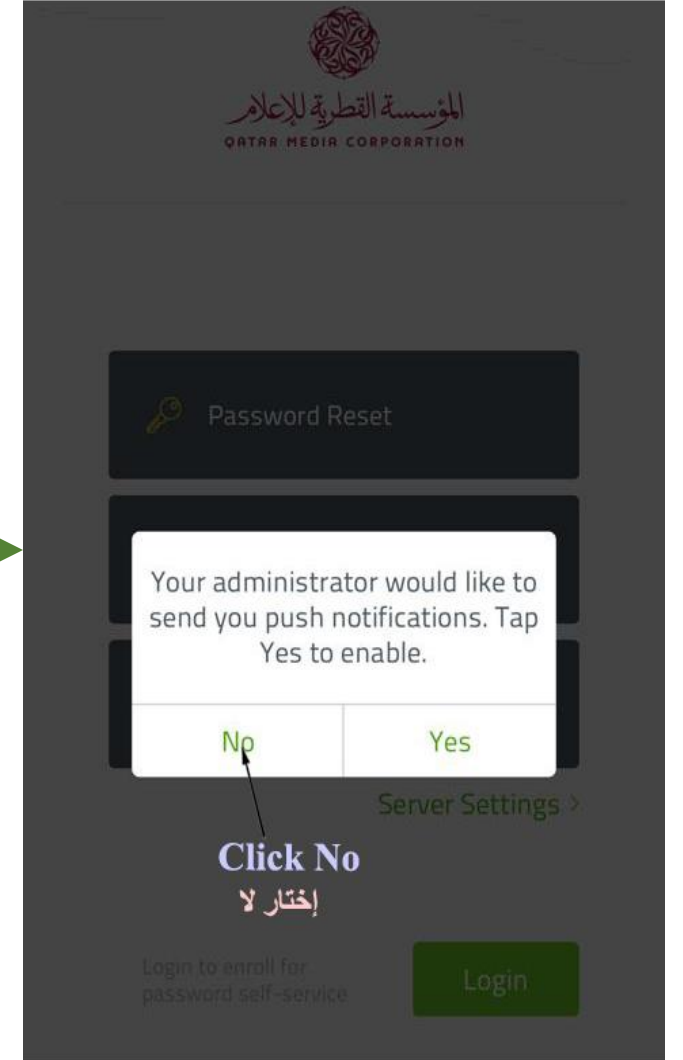 المؤسسة القطرية للإعلام
QATAR MEDIA CORPORATION
Password Reset
Your administrator would like to
send you push notifications. Tap
Yes to enable.
No
Yes
Server Settings >
Click No
إختار لا
Login to enroll for
password self-service
Login